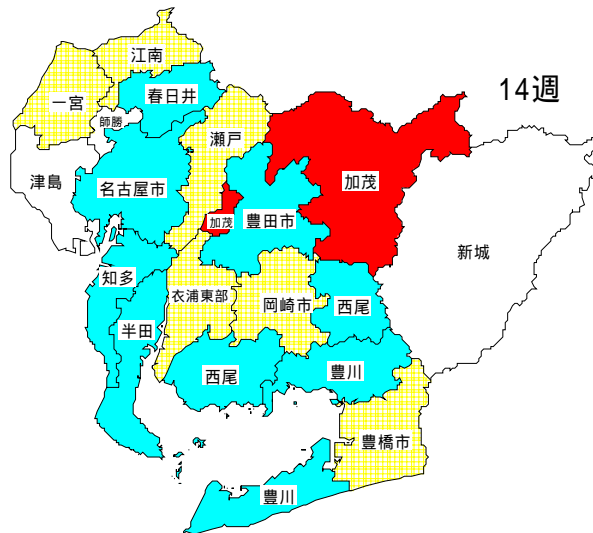 江南
14週
春日井
一宮
師勝
瀬戸
津島
名古屋市
加茂
加茂
豊田市
新城
知多
衣浦東部
岡崎市
西尾
半田
西尾
豊川
豊橋市
豊川